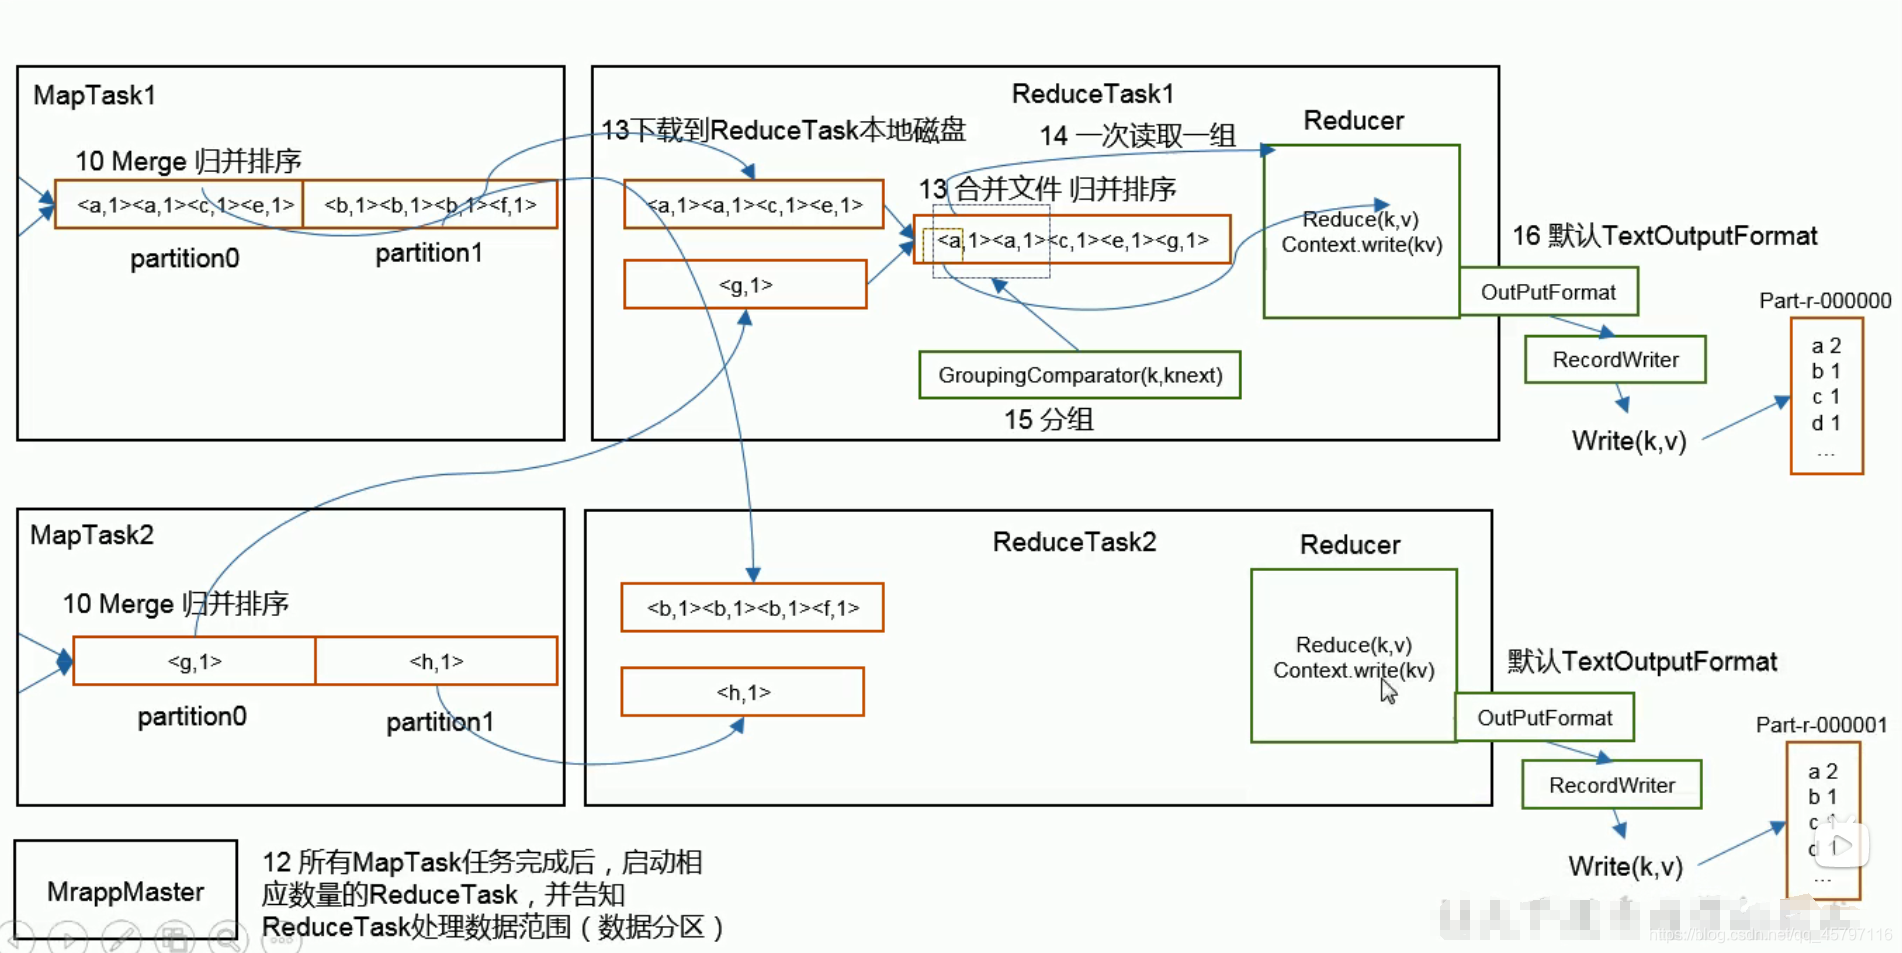 MapTask1
10 Merge 归并排序
<a,1><a,1><c,1><e,1>
<b,1><b,1><b,1><f,1>
partition0
partition1
ReduceTask1
13下载到ReduceTask本地磁盘
14 一次读取一组
Reducer
<a,1><a,1><c,1><e,1>
13 合并文件 归并排序
<a,1><a,1><c,1><e,1><g,1>
<g,1>
Reduce(k,v)
Context.write(kv)
GroupingComparator(k,knext)
15 分组
16 默认TextOutputFormat
OutPutFormat
RecordWriter
Write(k,v)
Part-r-000000
a 2
b 1
c 1
d 1
...
MapTask2
10 Merge 归并排序
<g,1>
<h,1>
partition0
partition1
ReduceTask2
Reducer
<b,1><b,1><b,1><f,1>
<h,1>
Reduce(k,v)
Context.write(kv)
默认TextOutputFormat
OutPutFormat
RecordWriter
Write(k,v)
Part-r-000001
a 2
b 1
c 1
d 1
...
MrappMaster
12 所有MapTask任务完成后，启动相
应数量的ReduceTask，并告知
ReduceTask处理数据范围（数据分区）
https://blog.csdn.net/qq_45797116